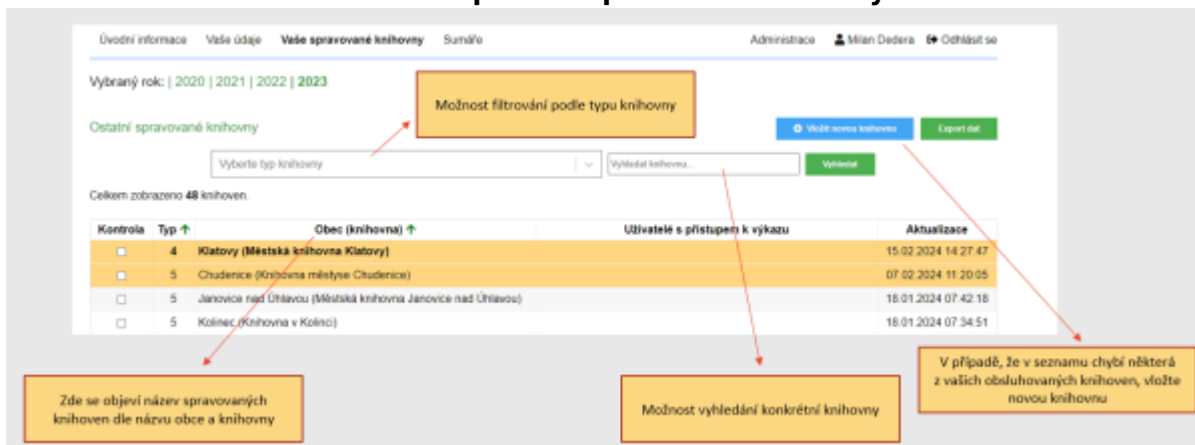 Úvodní informace Vaše údaje Vaše spravované knihovny Sumáře Administrace Milan Dedera Odhlásit se
Vybraný rok: | 2020 | 2021 | 2022 | 2023
Možnost filtrování podle typu knihovny
Ostatní spravované knihovny Vložit novou knihovnu Export dat
Vyberte typ knihovny Vyhledat knihovnu... Vyhledat
Celkem zobrazeno 48 knihoven.
Kontrola Typ Obec (knihovna) Uživatelé s přístupem k výkazu Aktualizace
4 Klatovy (Městská knihovna Klatovy) 15.02.2024 14:27:47
5 Chudenice (Knihovna městyse Chudenice) 07.02.2024 11:20:05
5 Janovice nad Úhlavou (Městská knihovna Janovice nad Úhlavou) 18.01.2024 07:42:18
5 Kolinec (Knihovna v Kolinci) 18.01.2024 07:34:51
V případě, že v seznamu chybí některá
z vašich obsluhovaných knihoven, vložte
novou knihovnu
Zde se objeví název spravovaných
knihoven dle názvu obce a knihovny
Možnost vyhledání konkrétní knihovny